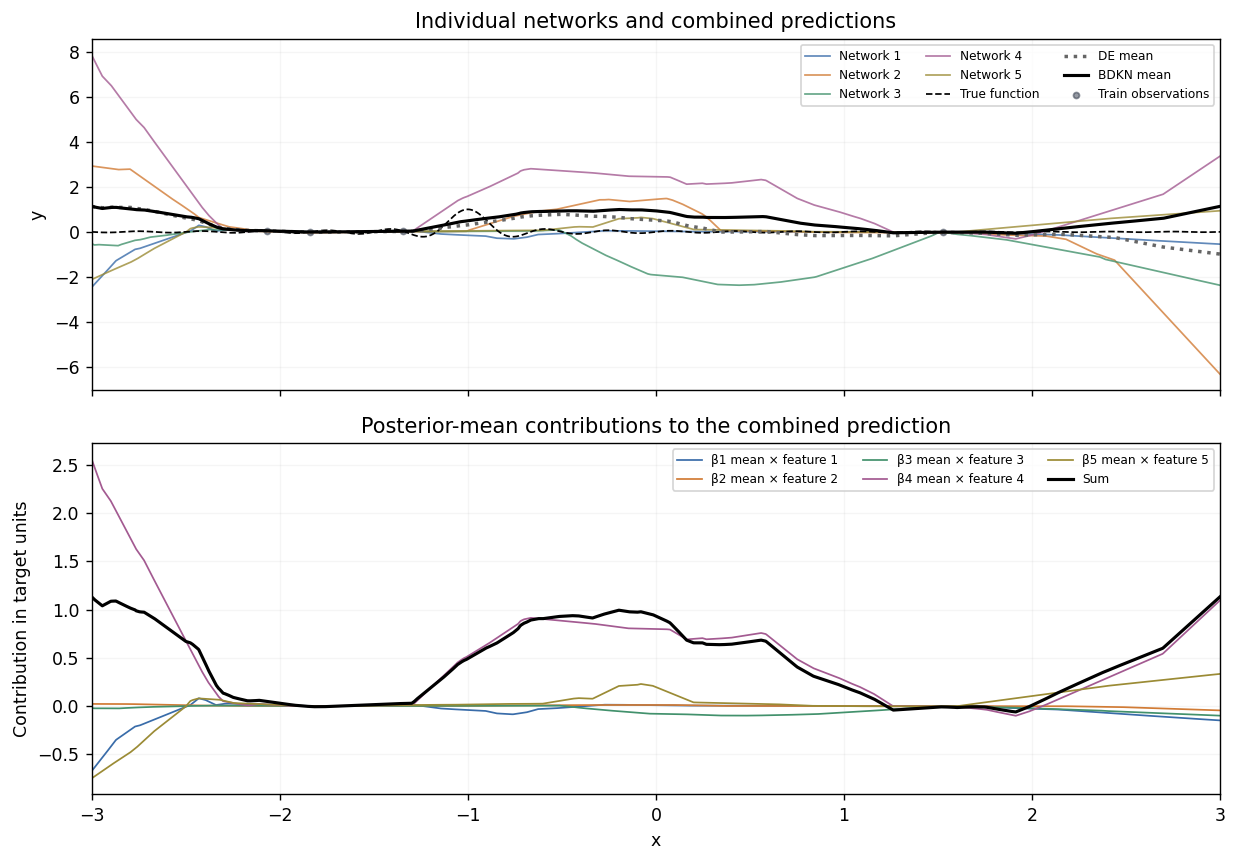 Individual networks and combined predictions
Network 1 Network 4 DE mean
Network 2 Network 5 BDKN mean
Network 3 True function Train observations
8
6
4
2
0
−2
−4
−6
y
Posterior-mean contributions to the combined prediction
β1 mean × feature 1 β3 mean × feature 3 β5 mean × feature 5
β2 mean × feature 2 β4 mean × feature 4 Sum
2.5
2.0
1.5
1.0
0.5
0.0
−0.5
Contribution in target units
−3 −2 −1 0 1 2 3
x